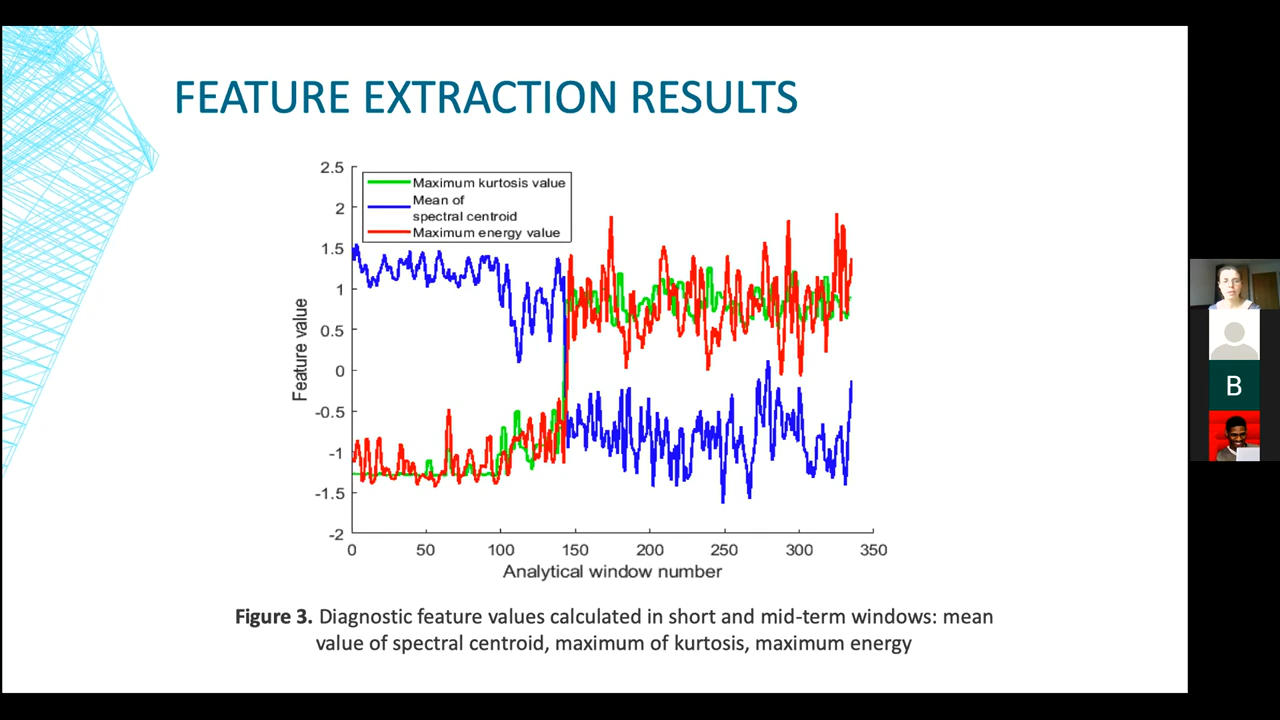 FEATURE EXTRACTION RESULTS
2.5
2
1.5
1
0.5
0
-0.5
-1
-1.5
-2
Feature value
Maximum kurtosis value
Mean of
spectral centroid
Maximum energy value
0 50 100 150 200 250 300 350
Analytical window number
Figure 3. Diagnostic feature values calculated in short and mid-term windows: mean
value of spectral centroid, maximum of kurtosis, maximum energy
B